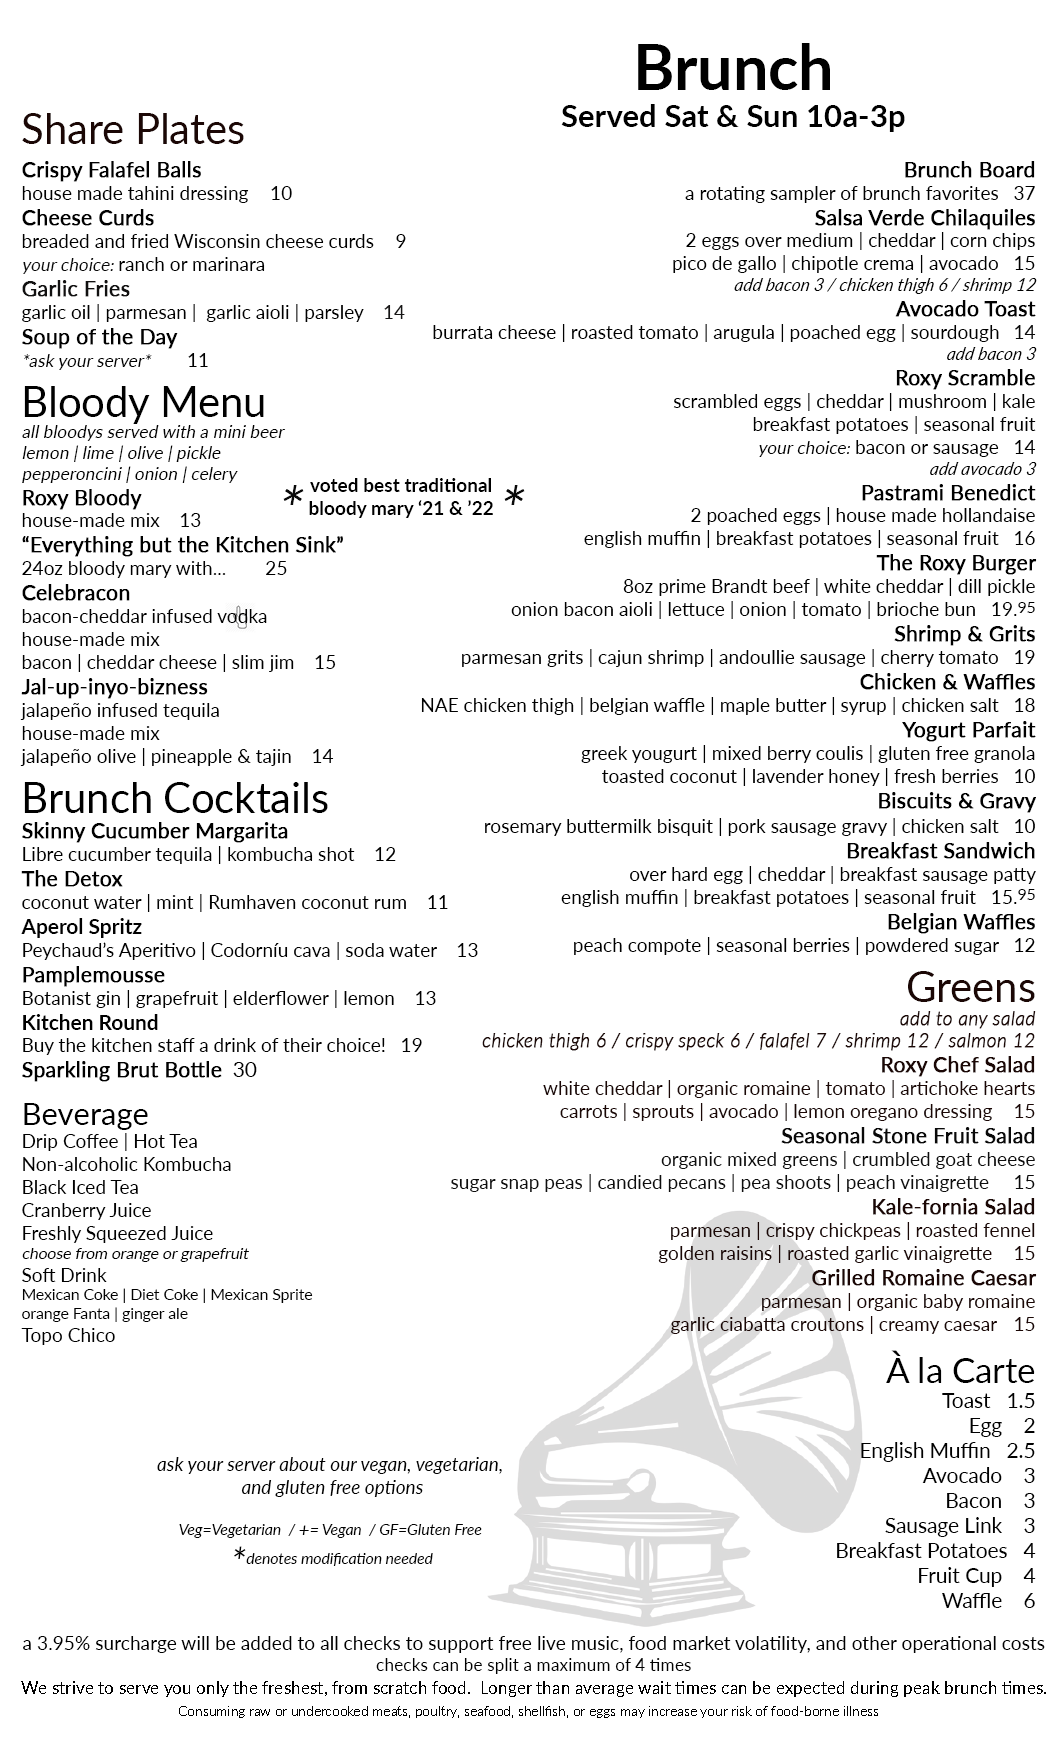 Brunch
Served Sat & Sun 10a-3p
Share Plates
Crispy Falafel Balls
house made tahini dressing 10
Cheese Curds
breaded and fried Wisconsin cheese curds 9
your choice: ranch or marinara
Garlic Fries
garlic oil | parmesan | garlic aioli | parsley 14
Soup of the Day
*ask your server* 11
Bloody Menu
all bloodys served with a mini beer
lemon | lime | olive | pickle
pepperoncini | onion | celery
Roxy Bloody
house-made mix 13
* voted best traditional *
bloody mary ‘21 & ’22
“Everything but the Kitchen Sink”
24oz bloody mary with... 25
Celebracon
bacon-cheddar infused vodka
house-made mix
bacon | cheddar cheese | slim jim 15
Jal-up-inyo-bizness
jalapeño infused tequila
house-made mix
jalapeño olive | pineapple & tajin 14
Brunch Cocktails
Skinny Cucumber Margarita
Libre cucumber tequila | kombucha shot 12
The Detox
coconut water | mint | Rumhaven coconut rum 11
Aperol Spritz
Peychaud’s Aperitivo | Codorníu cava | soda water 13
Pamplemousse
Botanist gin | grapefruit | elderflower | lemon 13
Kitchen Round
Buy the kitchen staff a drink of their choice! 19
Sparkling Brut Bottle 30
Beverage
Drip Coffee | Hot Tea
Non-alcoholic Kombucha
Black Iced Tea
Cranberry Juice
Freshly Squeezed Juice
choose from orange or grapefruit
Soft Drink
Mexican Coke | Diet Coke | Mexican Sprite
orange Fanta | ginger ale
Topo Chico
Brunch Board
a rotating sampler of brunch favorites 37
Salsa Verde Chilaquiles
2 eggs over medium | cheddar | corn chips
pico de gallo | chipotle crema | avocado 15
add bacon 3 / chicken thigh 6 / shrimp 12
Avocado Toast
burrata cheese | roasted tomato | arugula | poached egg | sourdough 14
add bacon 3
Roxy Scramble
scrambled eggs | cheddar | mushroom | kale
breakfast potatoes | seasonal fruit
your choice: bacon or sausage 14
add avocado 3
Pastrami Benedict
2 poached eggs | house made hollandaise
english muffin | breakfast potatoes | seasonal fruit 16
The Roxy Burger
8oz prime Brandt beef | white cheddar | dill pickle
onion bacon aioli | lettuce | onion | tomato | brioche bun 19.95
Shrimp & Grits
parmesan grits | cajun shrimp | andoullie sausage | cherry tomato 19
Chicken & Waffles
NAE chicken thigh | belgian waffle | maple butter | syrup | chicken salt 18
Yogurt Parfait
greek yougurt | mixed berry coulis | gluten free granola
toasted coconut | lavender honey | fresh berries 10
Biscuits & Gravy
rosemary buttermilk bisquit | pork sausage gravy | chicken salt 10
Breakfast Sandwich
over hard egg | cheddar | breakfast sausage patty
english muffin | breakfast potatoes | seasonal fruit 15.95
Belgian Waffles
peach compote | seasonal berries | powdered sugar 12
Greens
add to any salad
chicken thigh 6 / crispy speck 6 / falafel 7 / shrimp 12 / salmon 12
Roxy Chef Salad
white cheddar | organic romaine | tomato | artichoke hearts
carrots | sprouts | avocado | lemon oregano dressing 15
Seasonal Stone Fruit Salad
organic mixed greens | crumbled goat cheese
sugar snap peas | candied pecans | pea shoots | peach vinaigrette 15
Kale-fornia Salad
parmesan | crispy chickpeas | roasted fennel
golden raisins | roasted garlic vinaigrette 15
Grilled Romaine Caesar
parmesan | organic baby romaine
garlic ciabatta croutons | creamy caesar 15
À la Carte
Toast 1.5
Egg 2
English Muffin 2.5
Avocado 3
Bacon 3
Sausage Link 3
Breakfast Potatoes 4
Fruit Cup 4
Waffle 6
ask your server about our vegan, vegetarian,
and gluten free options
Veg=Vegetarian / += Vegan / GF=Gluten Free
*denotes modification needed
a 3.95% surcharge will be added to all checks to support free live music, food market volatility, and other operational costs
checks can be split a maximum of 4 times
We strive to serve you only the freshest, from scratch food. Longer than average wait times can be expected during peak brunch times.
Consuming raw or undercooked meats, poultry, seafood, shellfish, or eggs may increase your risk of food-borne illness